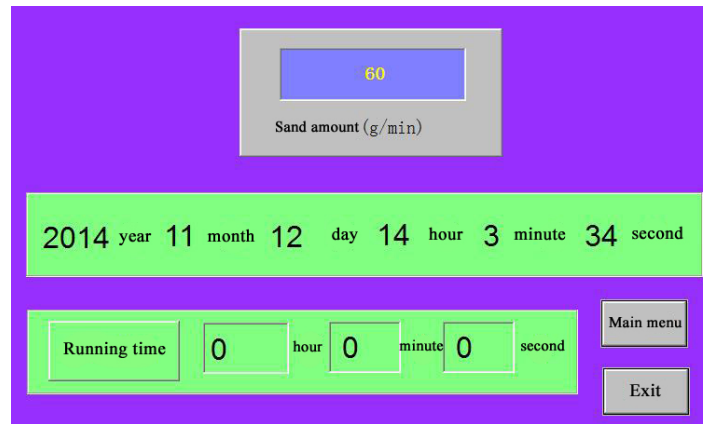 60
Sand amount (g/min)
2014 year 11 month 12 day 14 hour 3 minute 34 second
Main menu
Running time 0 hour 0 minute 0 second
Exit